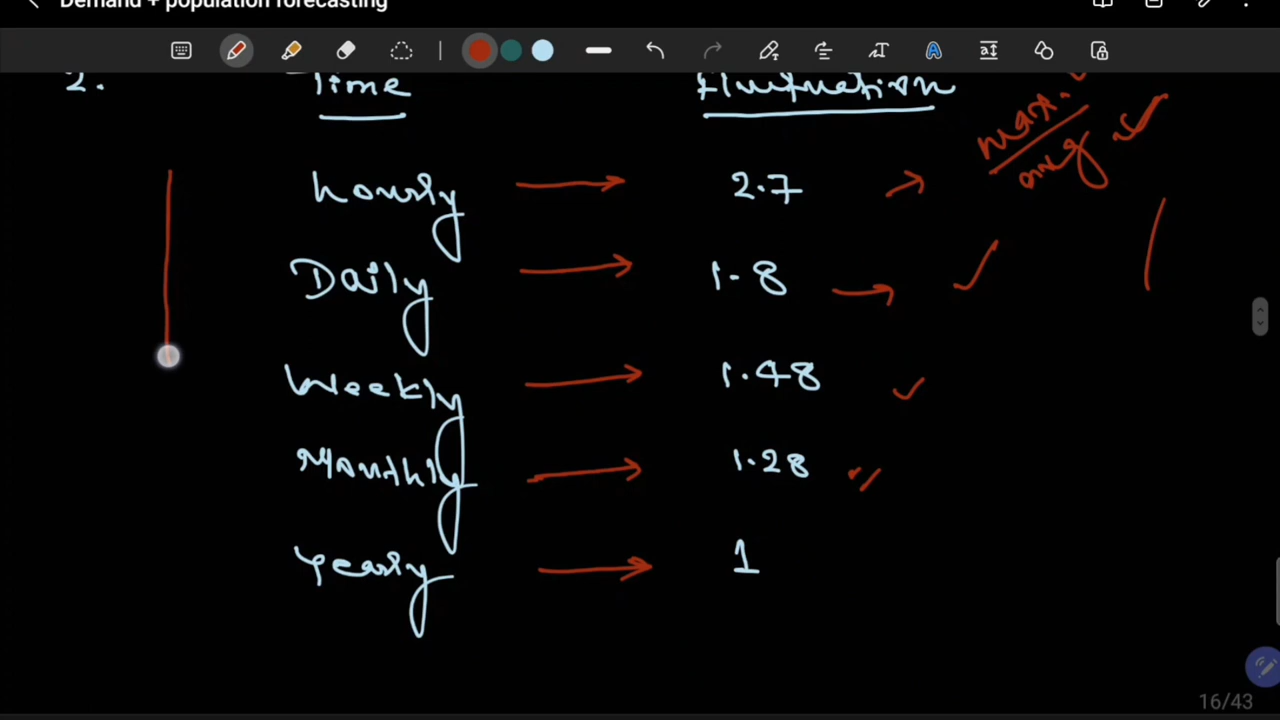 Demand + population forecasting
2. Time Fluctuation
max.
avg
hourly → 2.7 →
Daily → 1.8 → ✓
Weekly → 1.48 ✓
Monthly → 1.28
Yearly → 1
16/43